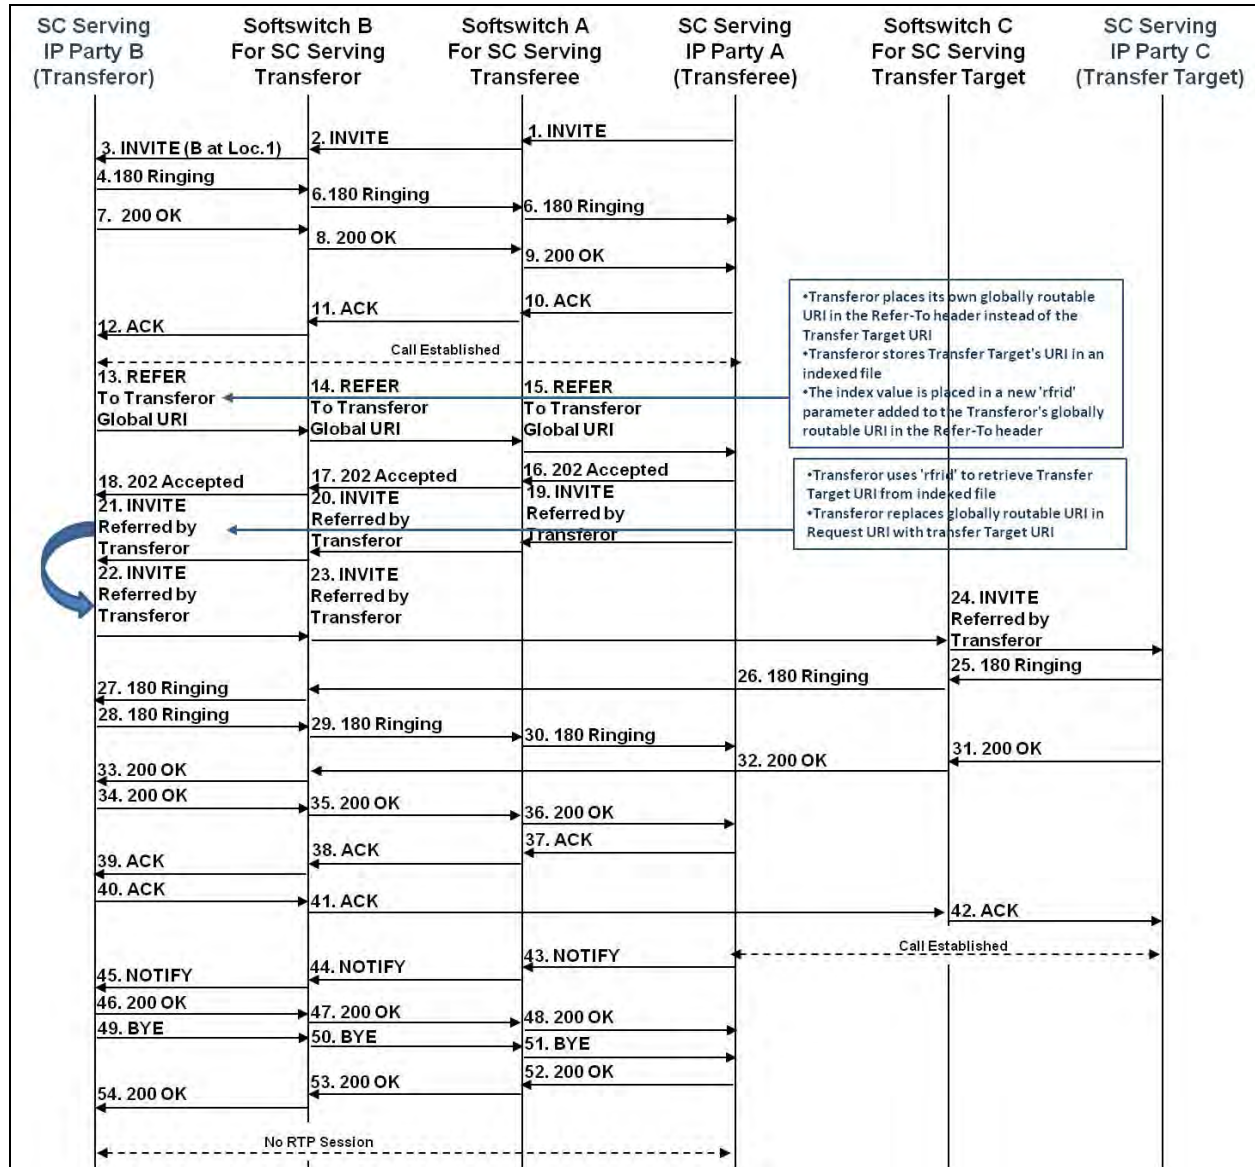 SC Serving
IP Party B
(Transferor)
Softswitch B
For SC Serving
Transferor
Softswitch A
For SC Serving
Transferee
SC Serving
IP Party A
(Transferee)
Softswitch C
For SC Serving
Transfer Target
SC Serving
IP Party C
(Transfer Target)
1. INVITE
2. INVITE
3. INVITE (B at Loc.1)
4.180 Ringing
6.180 Ringing
6. 180 Ringing
7. 200 OK
8. 200 OK
9. 200 OK
10. ACK
11. ACK
12. ACK
Call Established
•Transferor places its own globally routable
URI in the Refer-To header instead of the
Transfer Target URI
•Transferor stores Transfer Target's URI in an
indexed file
•The index value is placed in a new 'rfrid'
parameter added to the Transferor's globally
routable URI in the Refer-To header
13. REFER
To Transferor
Global URI
14. REFER
To Transferor
Global URI
15. REFER
To Transferor
Global URI
16. 202 Accepted
17. 202 Accepted
18. 202 Accepted
•Transferor uses 'rfrid' to retrieve Transfer
Target URI from indexed file
•Transferor replaces globally routable URI in
Request URI with transfer Target URI
19. INVITE
Referred by
Transferor
20. INVITE
Referred by
Transferor
21. INVITE
Referred by
Transferor
22. INVITE
Referred by
Transferor
23. INVITE
Referred by
Transferor
24. INVITE
Referred by
Transferor
25. 180 Ringing
26. 180 Ringing
27. 180 Ringing
28. 180 Ringing
29. 180 Ringing
30. 180 Ringing
31. 200 OK
32. 200 OK
33. 200 OK
34. 200 OK
35. 200 OK
36. 200 OK
37. ACK
38. ACK
39. ACK
40. ACK
41. ACK
42. ACK
Call Established
43. NOTIFY
44. NOTIFY
45. NOTIFY
46. 200 OK
47. 200 OK
48. 200 OK
49. BYE
50. BYE
51. BYE
52. 200 OK
53. 200 OK
54. 200 OK
No RTP Session